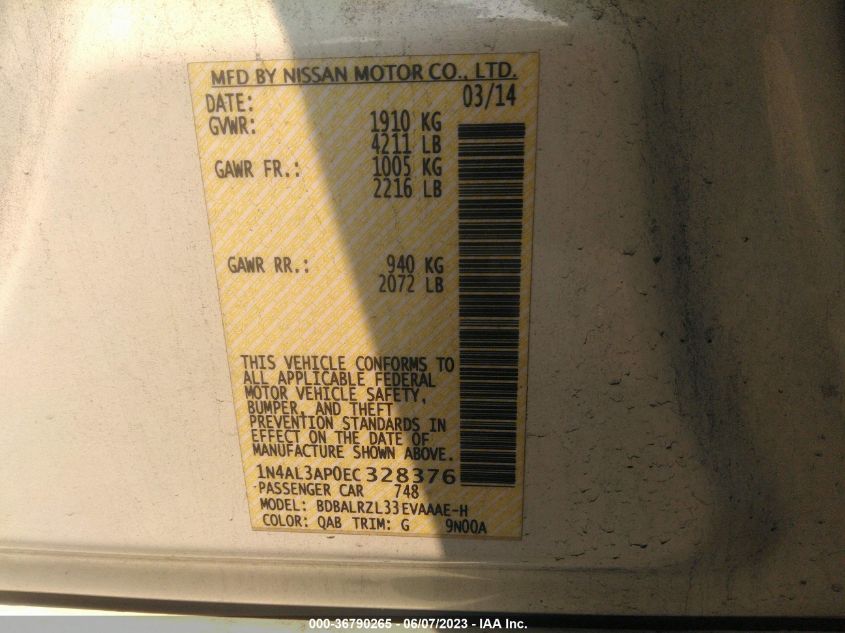 MFD BY NISSAN MOTOR CO., LTD.
DATE: 03/14
GVWR: 1910 KG
4211 LB
GAWR FR.: 1005 KG
2216 LB
GAWR RR.: 940 KG
2072 LB
THIS VEHICLE CONFORMS TO
ALL APPLICABLE FEDERAL
MOTOR VEHICLE SAFETY,
BUMPER, AND THEFT
PREVENTION STANDARDS IN
EFFECT ON THE DATE OF
MANUFACTURE SHOWN ABOVE.
1N4AL3AP0EC328376
PASSENGER CAR 748
MODEL: BDBALRZL33EVAAAE-H
COLOR: QAB TRIM: G 9N00A
000-36790265 - 06/07/2023 - IAA Inc.